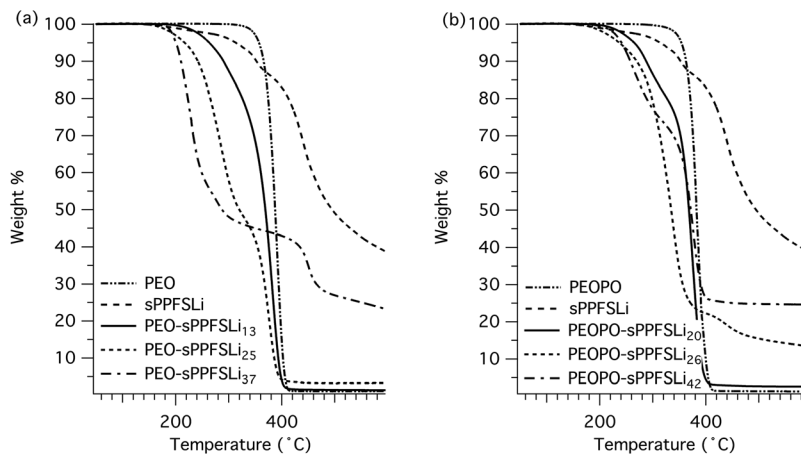 (a)
100
90
80
70
60
50
40
30
20
10
Weight %
PEO
sPPFSLi
PEO-sPPFSLi₁₃
PEO-sPPFSLi₂₅
PEO-sPPFSLi₃₇
200
400
Temperature (˚C)
(b)
100
90
80
70
60
50
40
30
20
10
Weight %
PEOPO
sPPFSLi
PEOPO-sPPFSLi₂₀
PEOPO-sPPFSLi₂₆
PEOPO-sPPFSLi₄₂
200
400
Temperature (˚C)